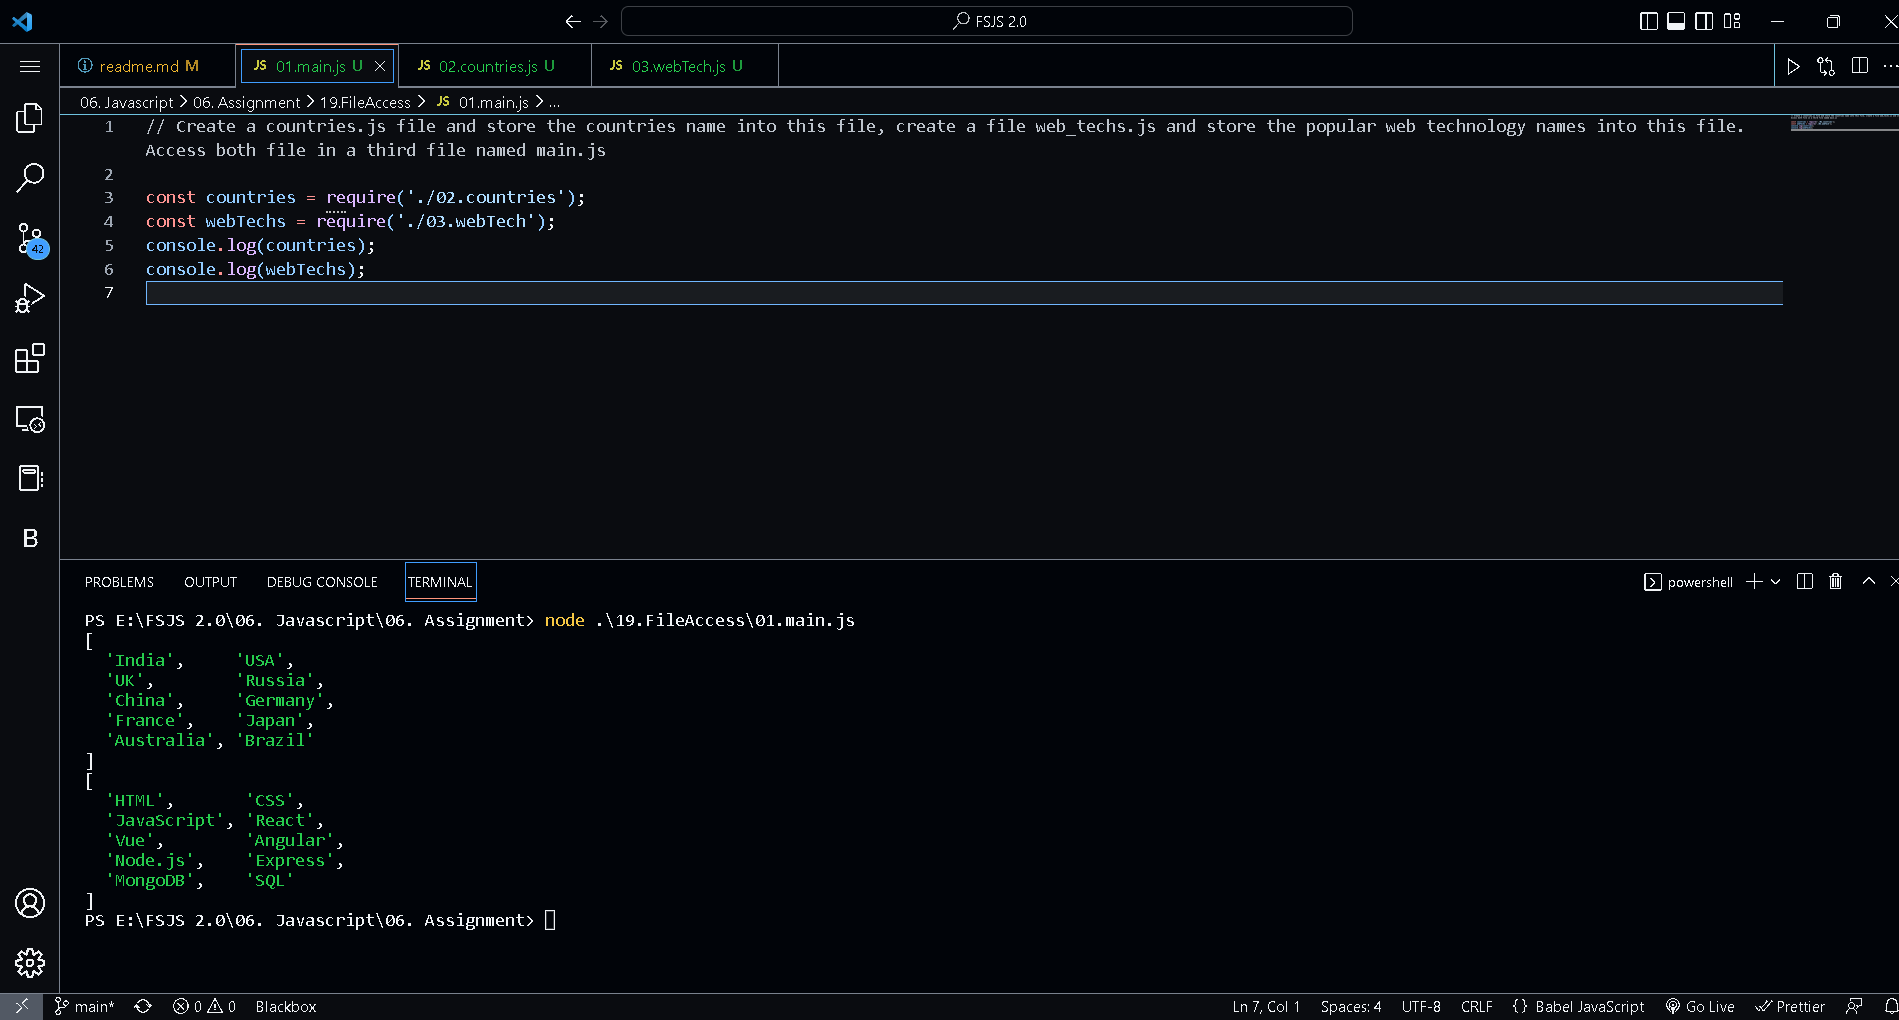 FSJS 2.0
readme.md M
JS 01.main.js U
JS 02.countries.js U
JS 03.webTech.js U
06. Javascript > 06. Assignment > 19.FileAccess > JS 01.main.js > ...
1 // Create a countries.js file and store the countries name into this file, create a file web_techs.js and store the popular web technology names into this file.
Access both file in a third file named main.js
2
3 const countries = require('./02.countries');
4 const webTechs = require('./03.webTech');
5 console.log(countries);
6 console.log(webTechs);
7
42
B
PROBLEMS OUTPUT DEBUG CONSOLE TERMINAL
powershell
PS E:\FSJS 2.0\06. Javascript\06. Assignment> node .\19.FileAccess\01.main.js
[
'India', 'USA',
'UK', 'Russia',
'China', 'Germany',
'France', 'Japan',
'Australia', 'Brazil'
]
[
'HTML', 'CSS',
'JavaScript', 'React',
'Vue', 'Angular',
'Node.js', 'Express',
'MongoDB', 'SQL'
]
PS E:\FSJS 2.0\06. Javascript\06. Assignment>
main* 0 0 Blackbox Ln 7, Col 1 Spaces: 4 UTF-8 CRLF {} Babel JavaScript Go Live Prettier